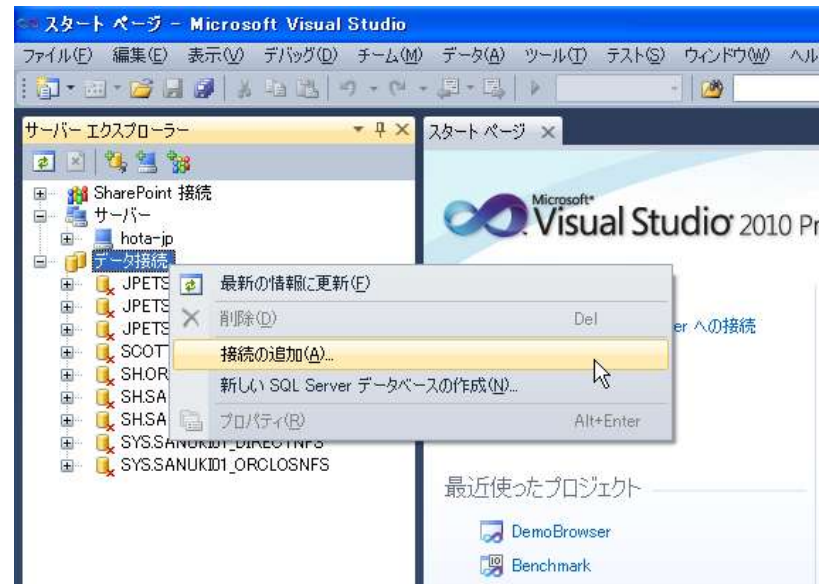 スタート ページ - Microsoft Visual Studio
ファイル(F) 編集(E) 表示(V) デバッグ(D) チーム(M) データ(A) ツール(T) テスト(S) ウィンドウ(W) ヘル
サーバー エクスプローラー
スタート ページ
SharePoint 接続
サーバー
hota-jp
データ接続
JPETS
JPETS
JPETS
SCOTT
SH.OR
SH.SA
SH.SA
SYS.SANUKI01_DIRECTNFS
SYS.SANUKI01_ORCLOSNFS
最新の情報に更新(F)
削除(D) Del
接続の追加(A)...
新しい SQL Server データベースの作成(N)...
プロパティ(R) Alt+Enter
Microsoft
Visual Studio 2010 Pr
er への接続
最近使ったプロジェクト
DemoBrowser
Benchmark